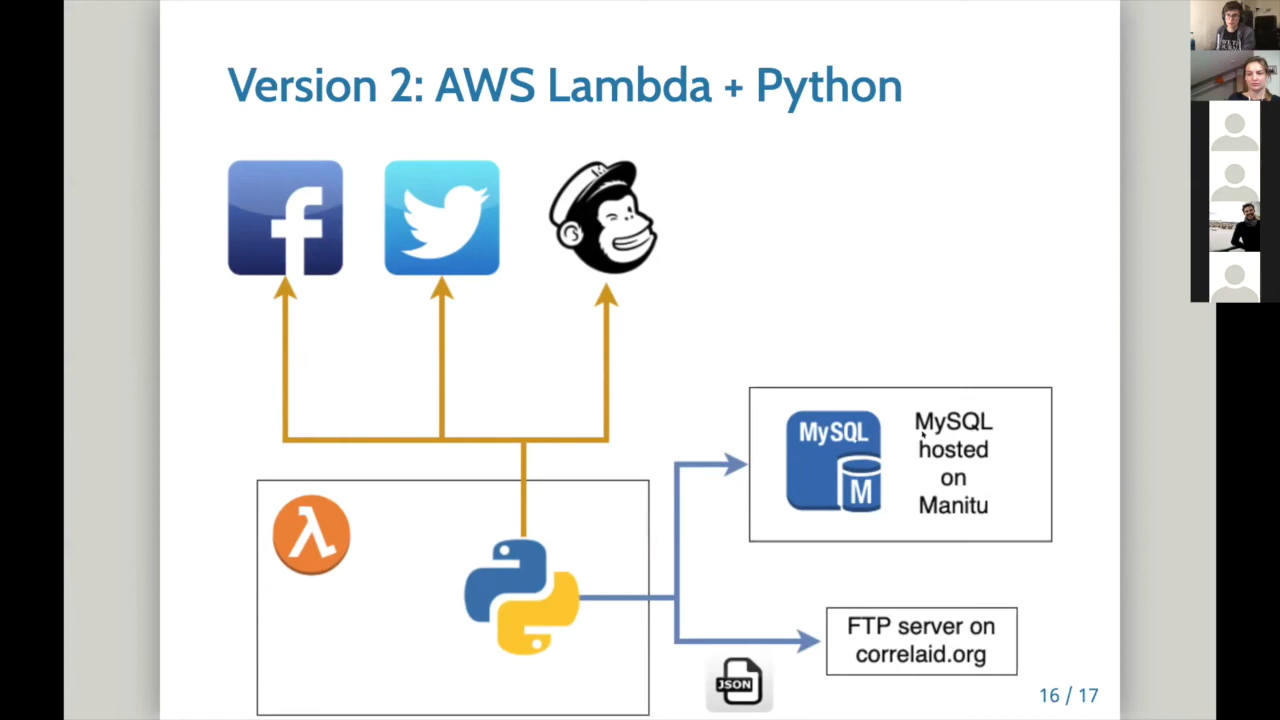 Version 2: AWS Lambda + Python
MySQL
M
MySQL
hosted
on
Manitu
FTP server on
correlaid.org
JSON
16 / 17